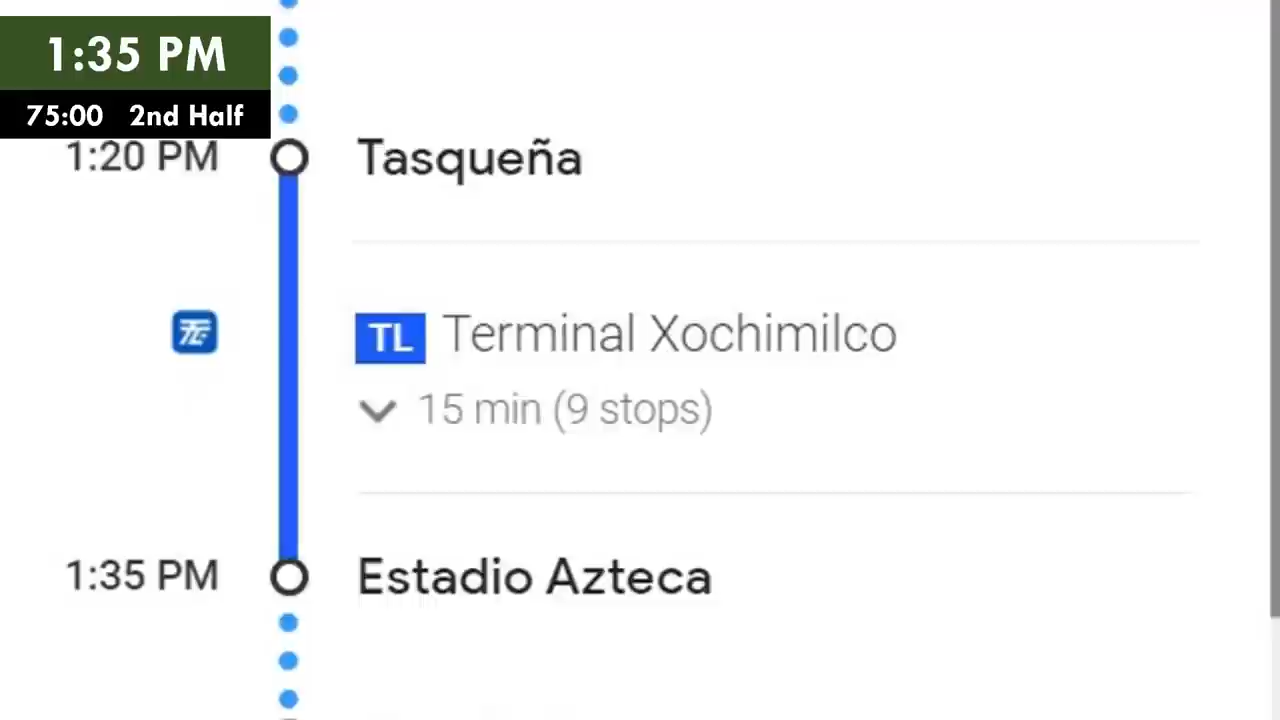 1:35 PM
75:00 2nd Half
1:20 PM Tasqueña
TL Terminal Xochimilco
15 min (9 stops)
1:35 PM Estadio Azteca